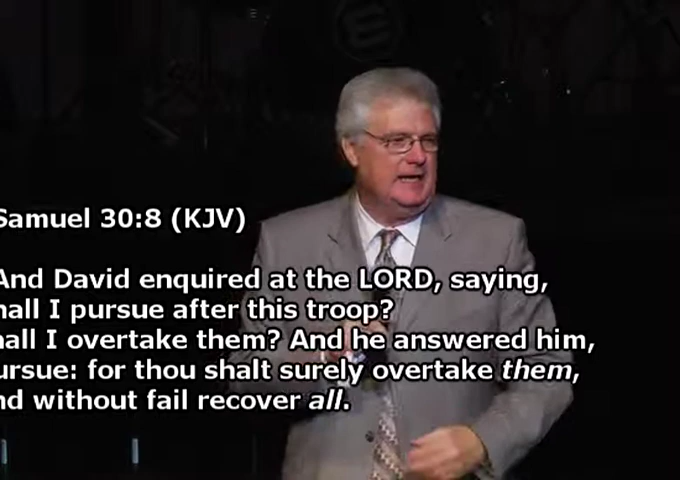 Samuel 30:8 (KJV)
And David enquired at the LORD, saying,
hall I pursue after this troop?
hall I overtake them? And he answered him,
ursue: for thou shalt surely overtake them,
nd without fail recover all.